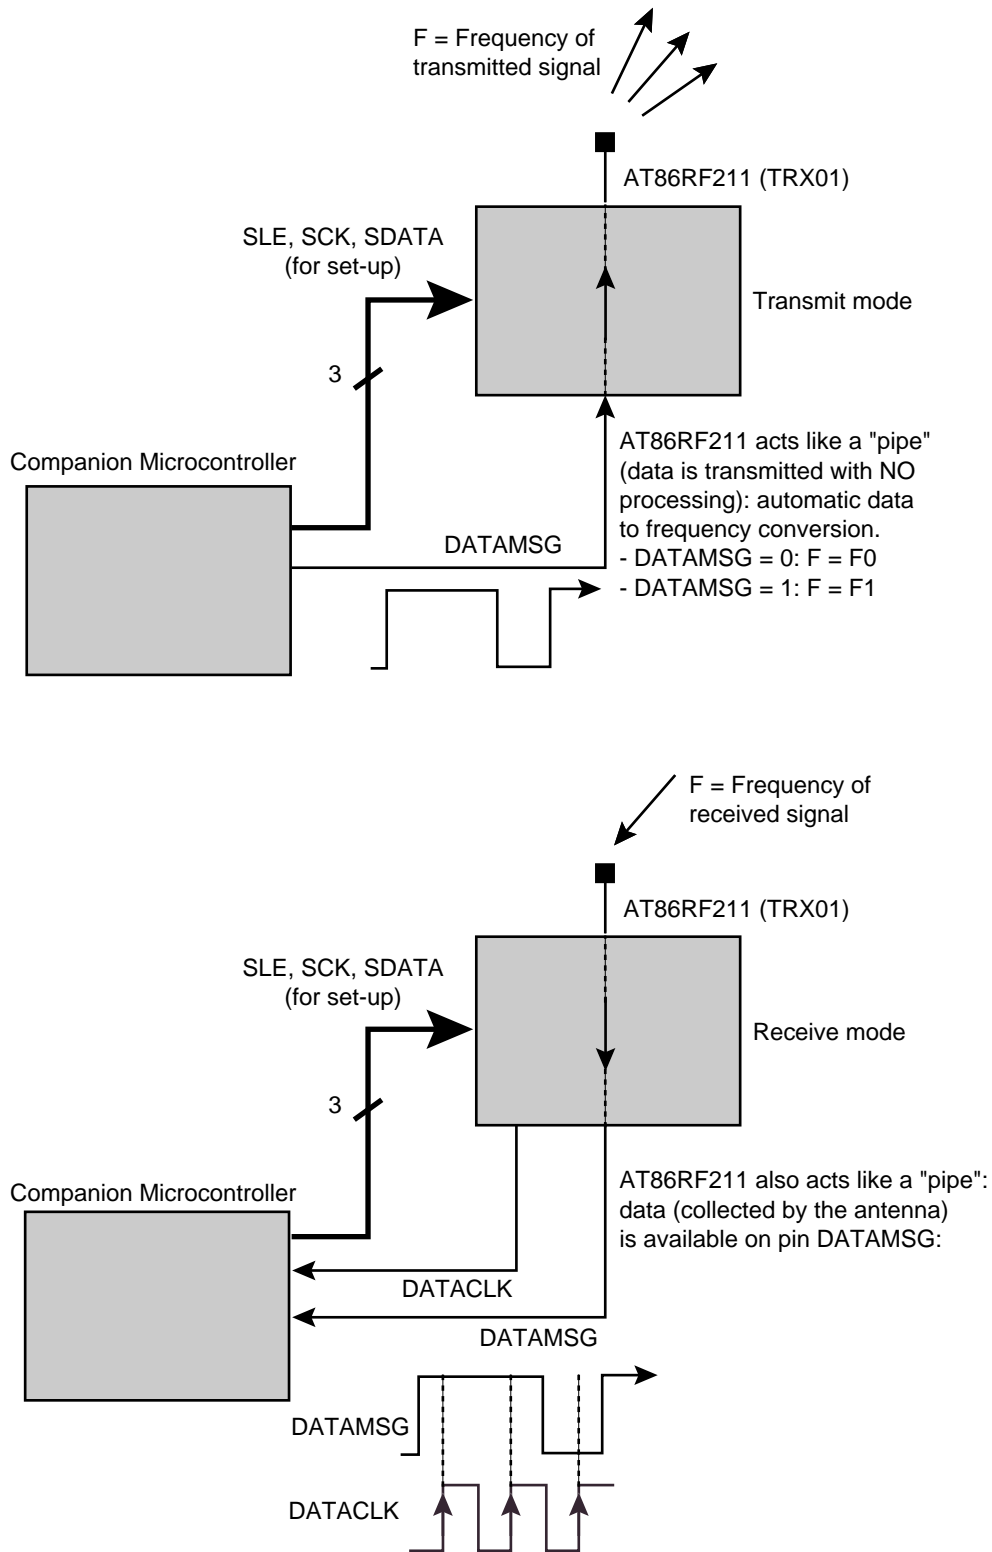 F = Frequency of
transmitted signal
AT86RF211 (TRX01)
SLE, SCK, SDATA
(for set-up)
Transmit mode
3
Companion Microcontroller
AT86RF211 acts like a "pipe"
(data is transmitted with NO
processing): automatic data
to frequency conversion.
- DATAMSG = 0: F = F0
- DATAMSG = 1: F = F1
DATAMSG
F = Frequency of
received signal
AT86RF211 (TRX01)
SLE, SCK, SDATA
(for set-up)
Receive mode
3
Companion Microcontroller
AT86RF211 also acts like a "pipe":
data (collected by the antenna)
is available on pin DATAMSG:
DATACLK
DATAMSG
DATAMSG
DATACLK